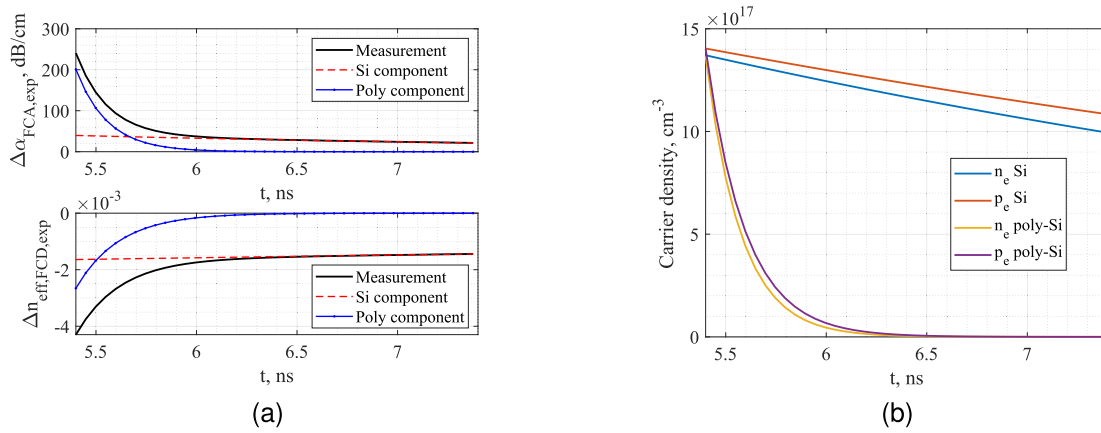 300
200
100
0
Δα_FCA,exp, dB/cm
Measurement
Si component
Poly component
5.5 6 6.5 7
t, ns
×10^-3
0
-2
-4
Δn_eff,FCD,exp
Measurement
Si component
Poly component
5.5 6 6.5 7
t, ns
(a)
×10^17
15
10
5
0
Carrier density, cm^-3
n_e Si
p_e Si
n_e poly-Si
p_e poly-Si
5.5 6 6.5 7
t, ns
(b)